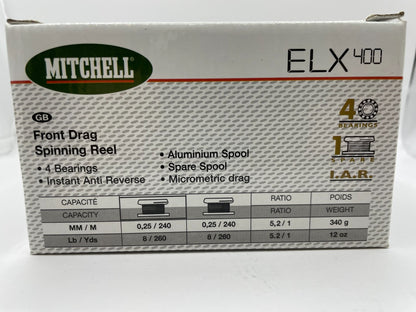 MITCHELL
ELX 400
GB
Front Drag
Spinning Reel
• 4 Bearings
• Instant Anti Reverse
• Aluminium Spool
• Spare Spool
• Micrometric drag
4
BEARINGS
1
SPARE
I.A.R.
CAPACITÉ RATIO POIDS
CAPACITY RATIO WEIGHT
MM / M 0,25 / 240 0,25 / 240 5,2 / 1 340 g
Lb / Yds 8 / 260 8 / 260 5.2 / 1 12 oz